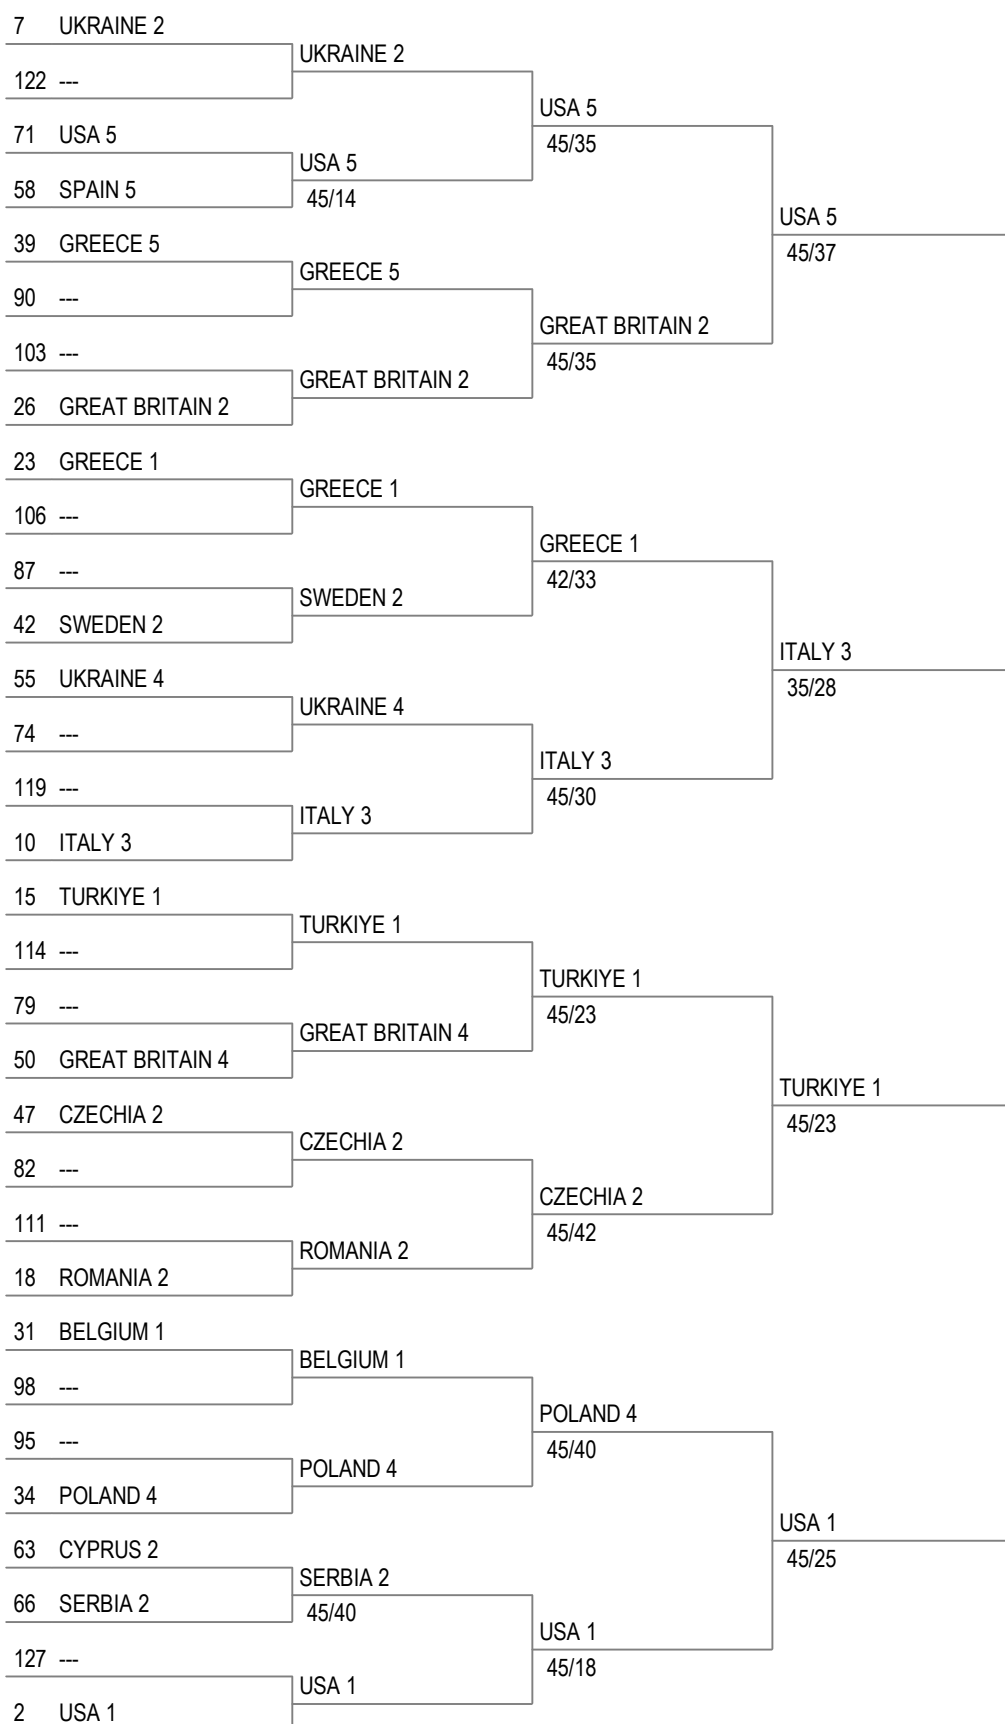 7 UKRAINE 2
UKRAINE 2
122 ---
USA 5
45/35
71 USA 5
USA 5
45/14
58 SPAIN 5
USA 5
45/37
39 GREECE 5
GREECE 5
90 ---
GREAT BRITAIN 2
45/35
103 ---
GREAT BRITAIN 2
26 GREAT BRITAIN 2
23 GREECE 1
GREECE 1
106 ---
GREECE 1
42/33
87 ---
SWEDEN 2
42 SWEDEN 2
ITALY 3
35/28
55 UKRAINE 4
UKRAINE 4
74 ---
ITALY 3
45/30
119 ---
ITALY 3
10 ITALY 3
15 TURKIYE 1
TURKIYE 1
114 ---
TURKIYE 1
45/23
79 ---
GREAT BRITAIN 4
50 GREAT BRITAIN 4
TURKIYE 1
45/23
47 CZECHIA 2
CZECHIA 2
82 ---
CZECHIA 2
45/42
111 ---
ROMANIA 2
18 ROMANIA 2
31 BELGIUM 1
BELGIUM 1
98 ---
POLAND 4
45/40
95 ---
POLAND 4
34 POLAND 4
USA 1
45/25
63 CYPRUS 2
SERBIA 2
45/40
66 SERBIA 2
USA 1
45/18
127 ---
USA 1
2 USA 1